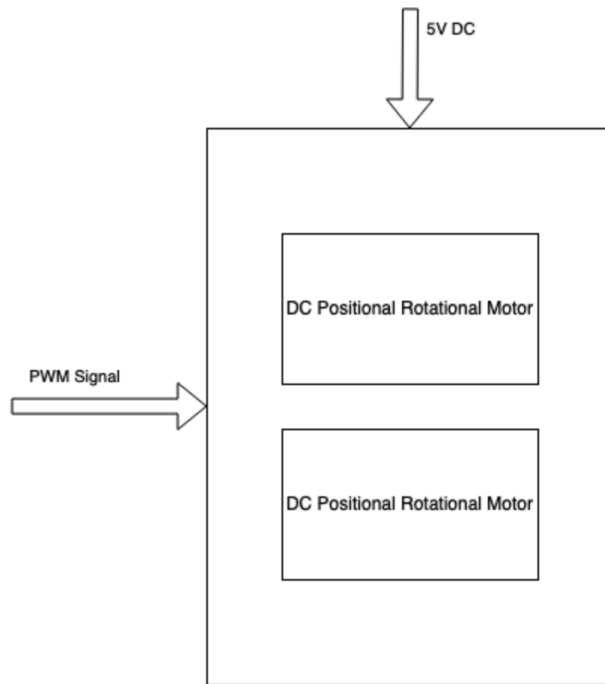 5V DC
DC Positional Rotational Motor
PWM Signal
DC Positional Rotational Motor